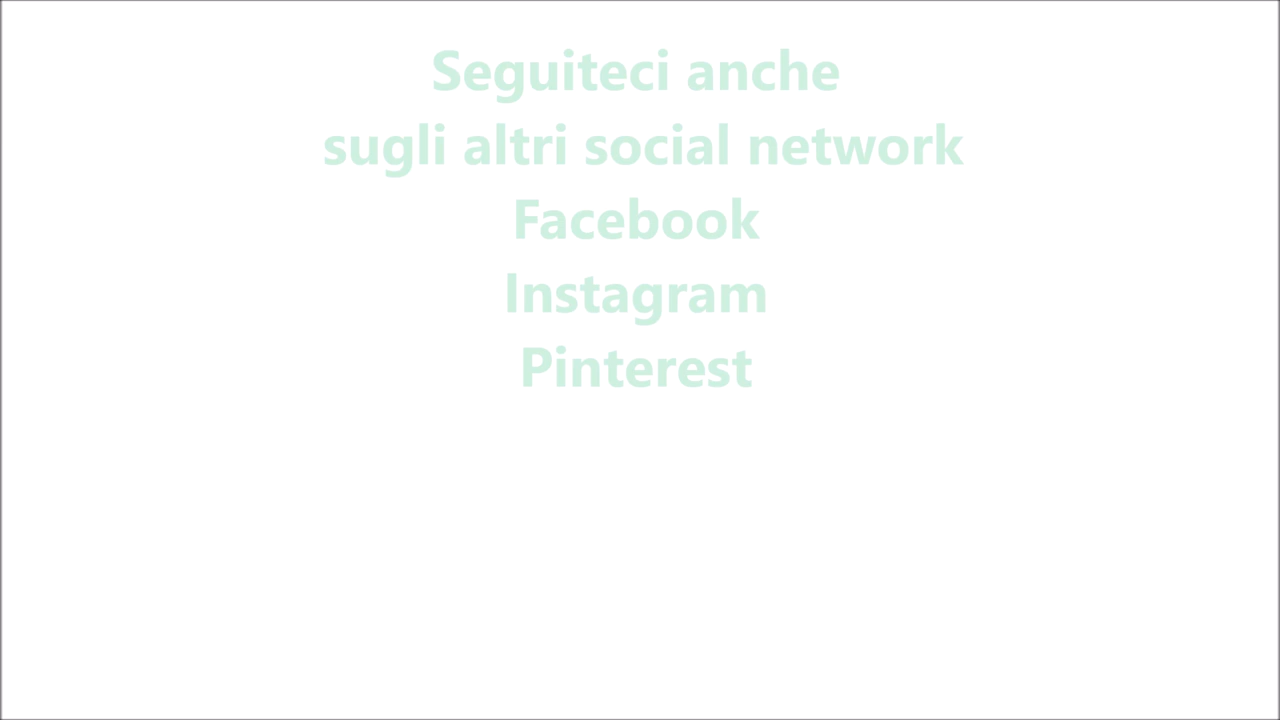 Seguiteci anche
sugli altri social network
Facebook
Instagram
Pinterest